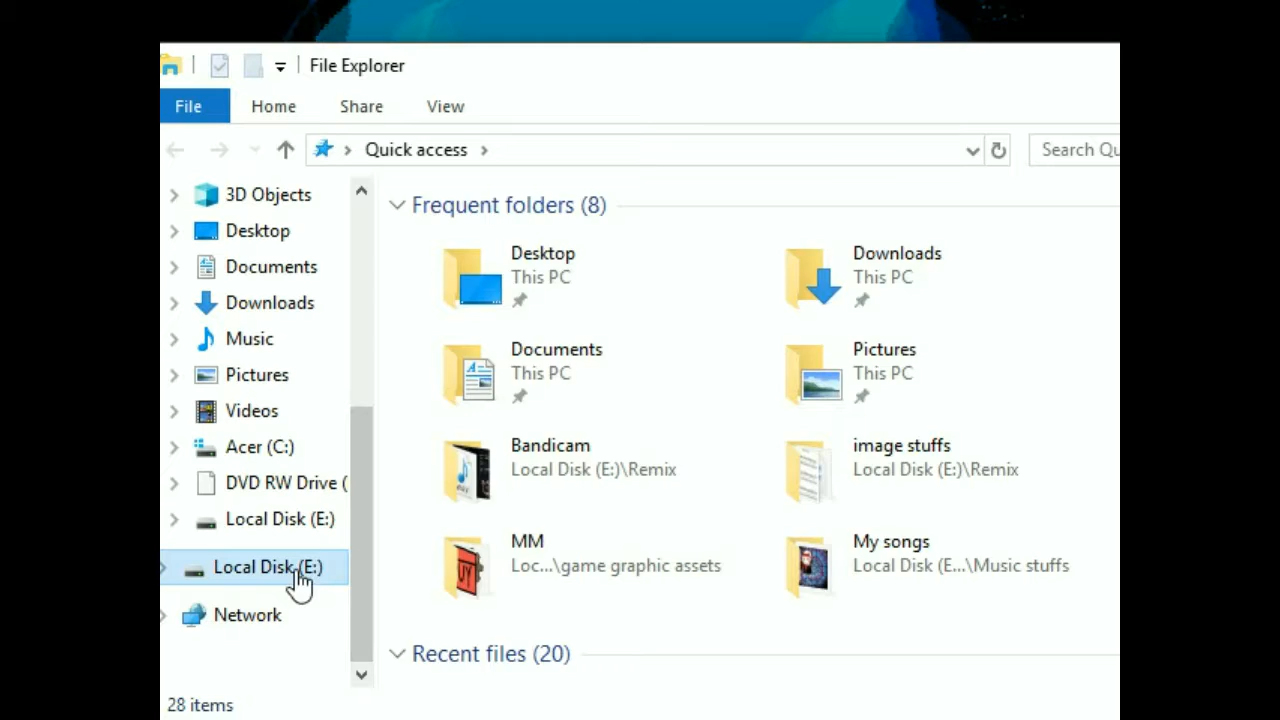 File Explorer
File Home Share View
Quick access
Search Qu
3D Objects
Desktop
Documents
Downloads
Music
Pictures
Videos
Acer (C:)
DVD RW Drive (
Local Disk (E:)
Local Disk (E:)
Network
Frequent folders (8)
Desktop
This PC
Downloads
This PC
Documents
This PC
Pictures
This PC
Bandicam
Local Disk (E:)\Remix
image stuffs
Local Disk (E:)\Remix
MM
Loc...\game graphic assets
My songs
Local Disk (E...\Music stuffs
Recent files (20)
28 items